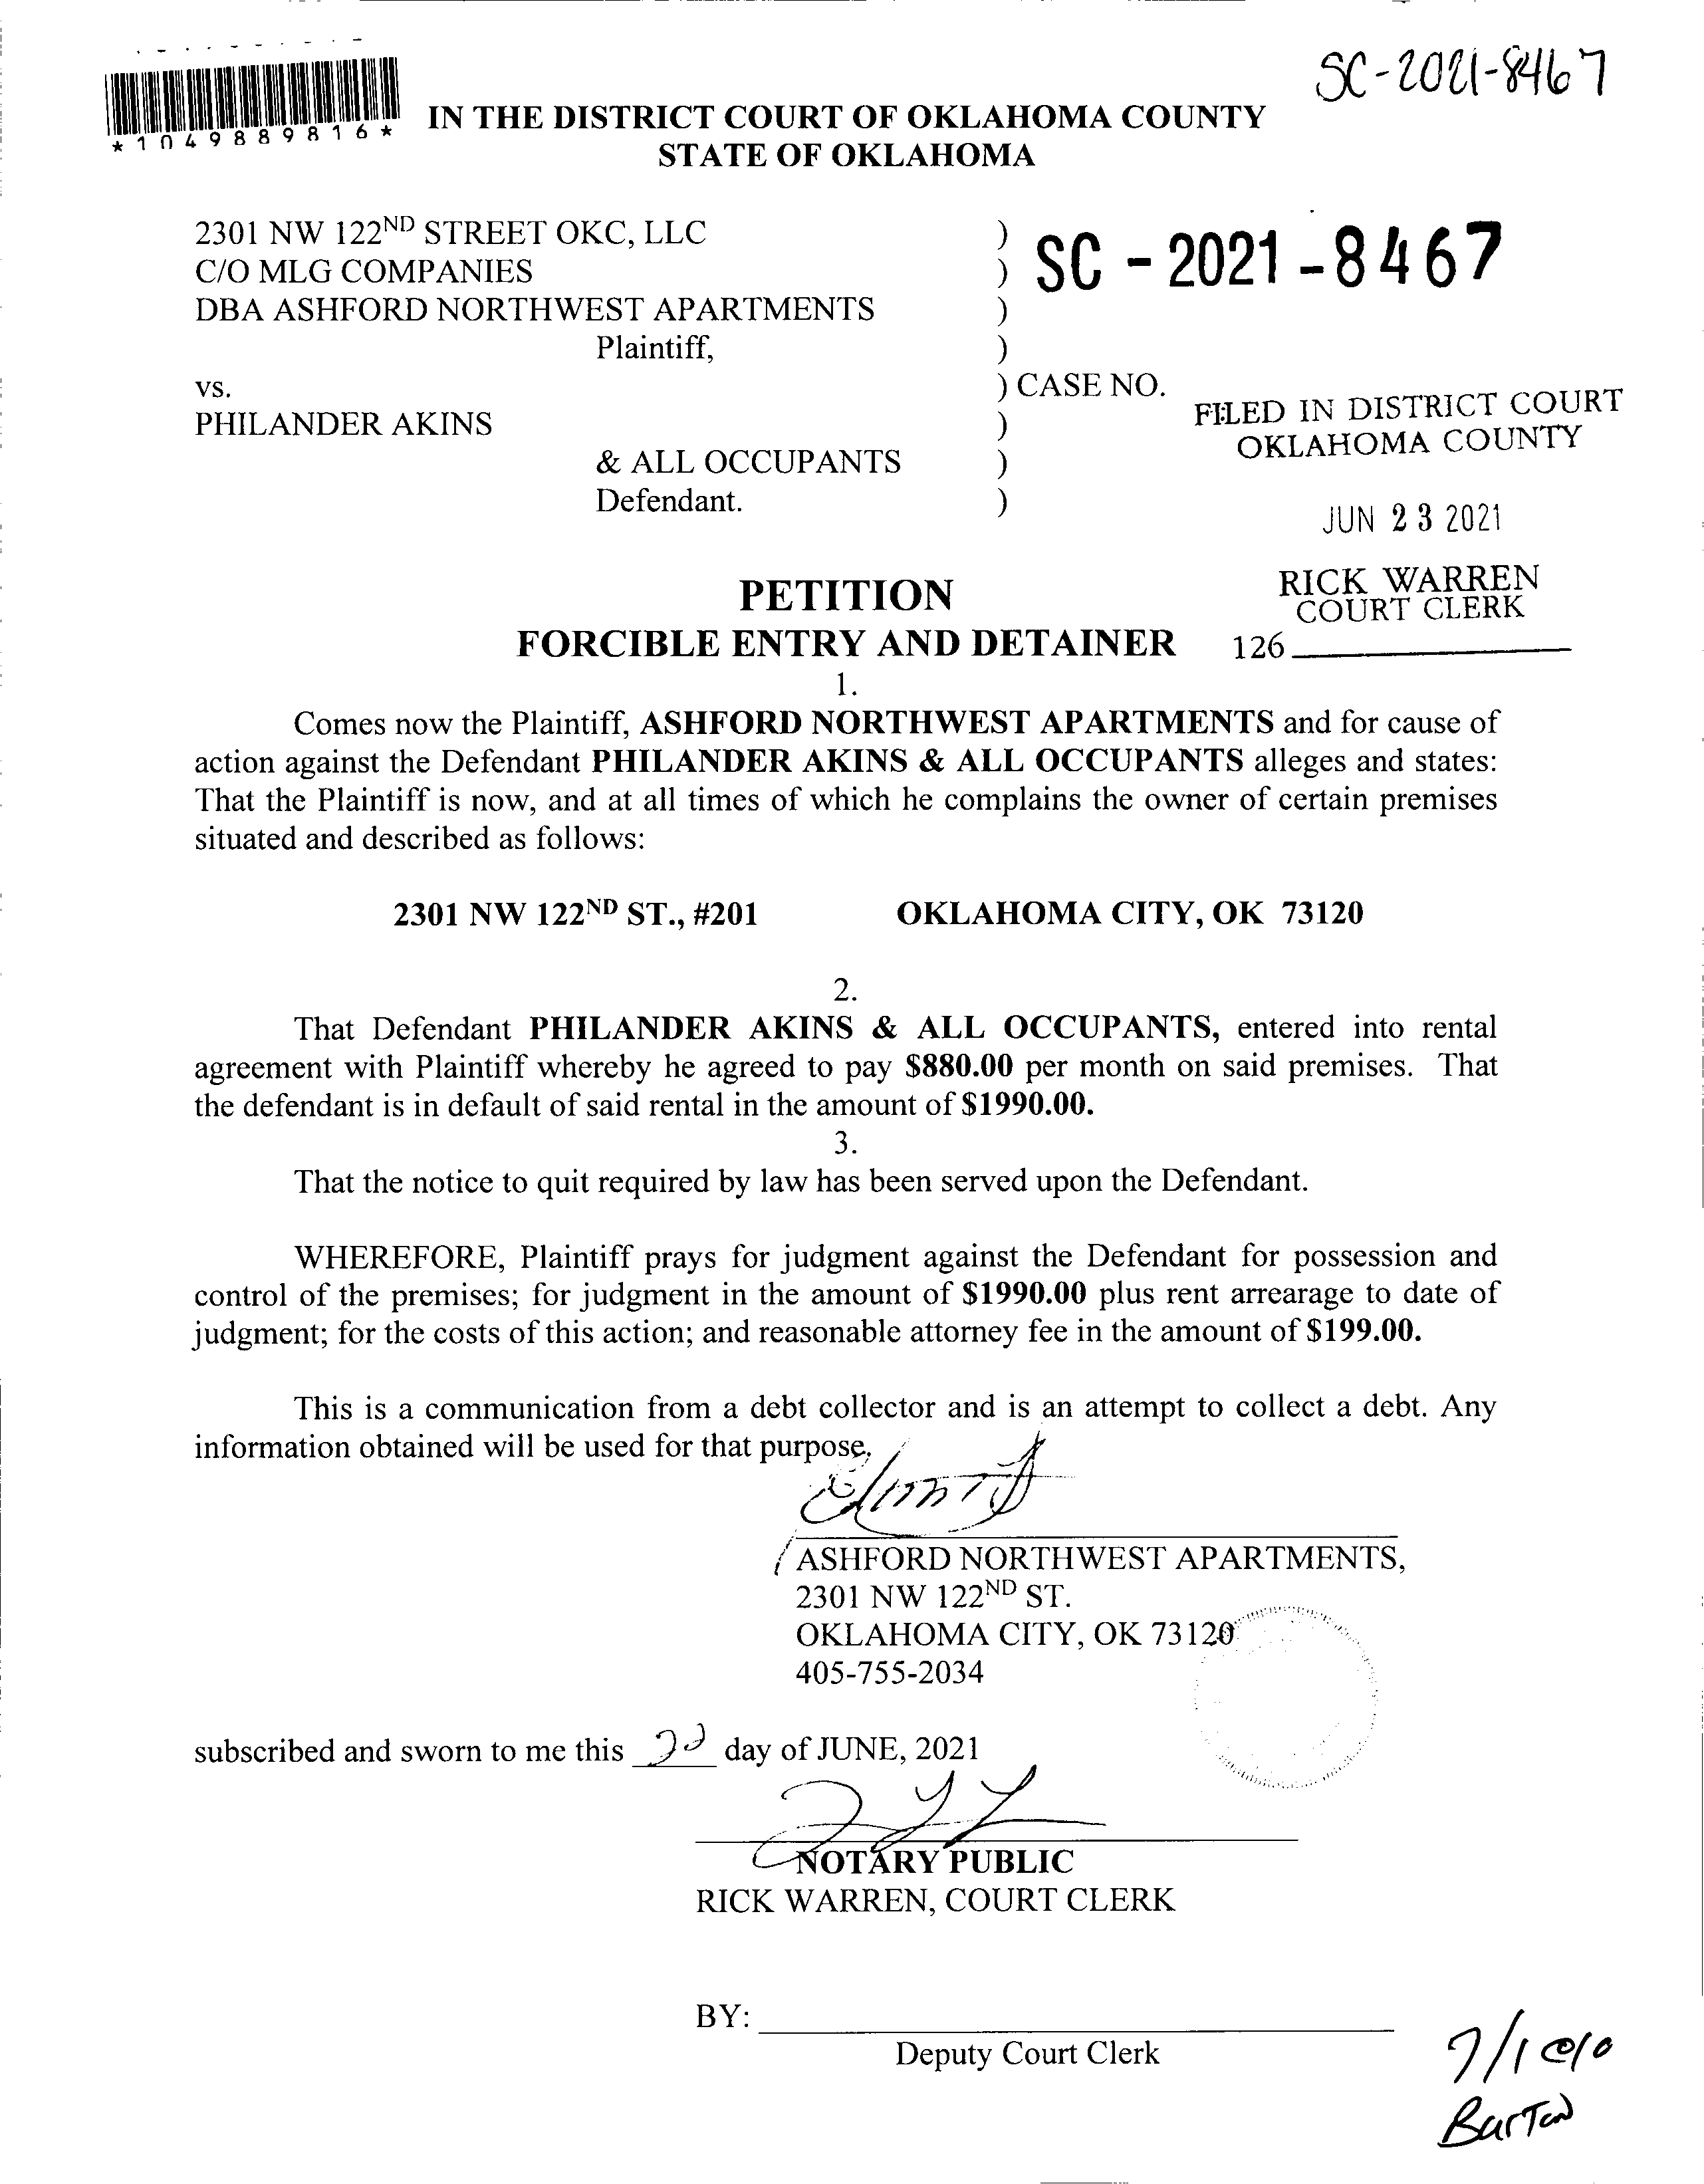 SC-2021-8467
*1049889816*
IN THE DISTRICT COURT OF OKLAHOMA COUNTY
STATE OF OKLAHOMA
2301 NW 122ND STREET OKC, LLC )
C/O MLG COMPANIES ) SC - 2021 - 8467
DBA ASHFORD NORTHWEST APARTMENTS )
Plaintiff, )
vs. ) CASE NO.
PHILANDER AKINS )
& ALL OCCUPANTS )
Defendant. )
FILED IN DISTRICT COURT
OKLAHOMA COUNTY
JUN 23 2021
RICK WARREN
COURT CLERK
126
PETITION
FORCIBLE ENTRY AND DETAINER
1.
Comes now the Plaintiff, ASHFORD NORTHWEST APARTMENTS and for cause of
action against the Defendant PHILANDER AKINS & ALL OCCUPANTS alleges and states:
That the Plaintiff is now, and at all times of which he complains the owner of certain premises
situated and described as follows:
2301 NW 122ND ST., #201 OKLAHOMA CITY, OK 73120
2.
That Defendant PHILANDER AKINS & ALL OCCUPANTS, entered into rental
agreement with Plaintiff whereby he agreed to pay $880.00 per month on said premises. That
the defendant is in default of said rental in the amount of $1990.00.
3.
That the notice to quit required by law has been served upon the Defendant.
WHEREFORE, Plaintiff prays for judgment against the Defendant for possession and
control of the premises; for judgment in the amount of $1990.00 plus rent arrearage to date of
judgment; for the costs of this action; and reasonable attorney fee in the amount of $199.00.
This is a communication from a debt collector and is an attempt to collect a debt. Any
information obtained will be used for that purpose.
ASHFORD NORTHWEST APARTMENTS,
2301 NW 122ND ST.
OKLAHOMA CITY, OK 73120
405-755-2034
subscribed and sworn to me this day of JUNE, 2021
NOTARY PUBLIC
RICK WARREN, COURT CLERK
BY:
Deputy Court Clerk
7/1 @10
Barton